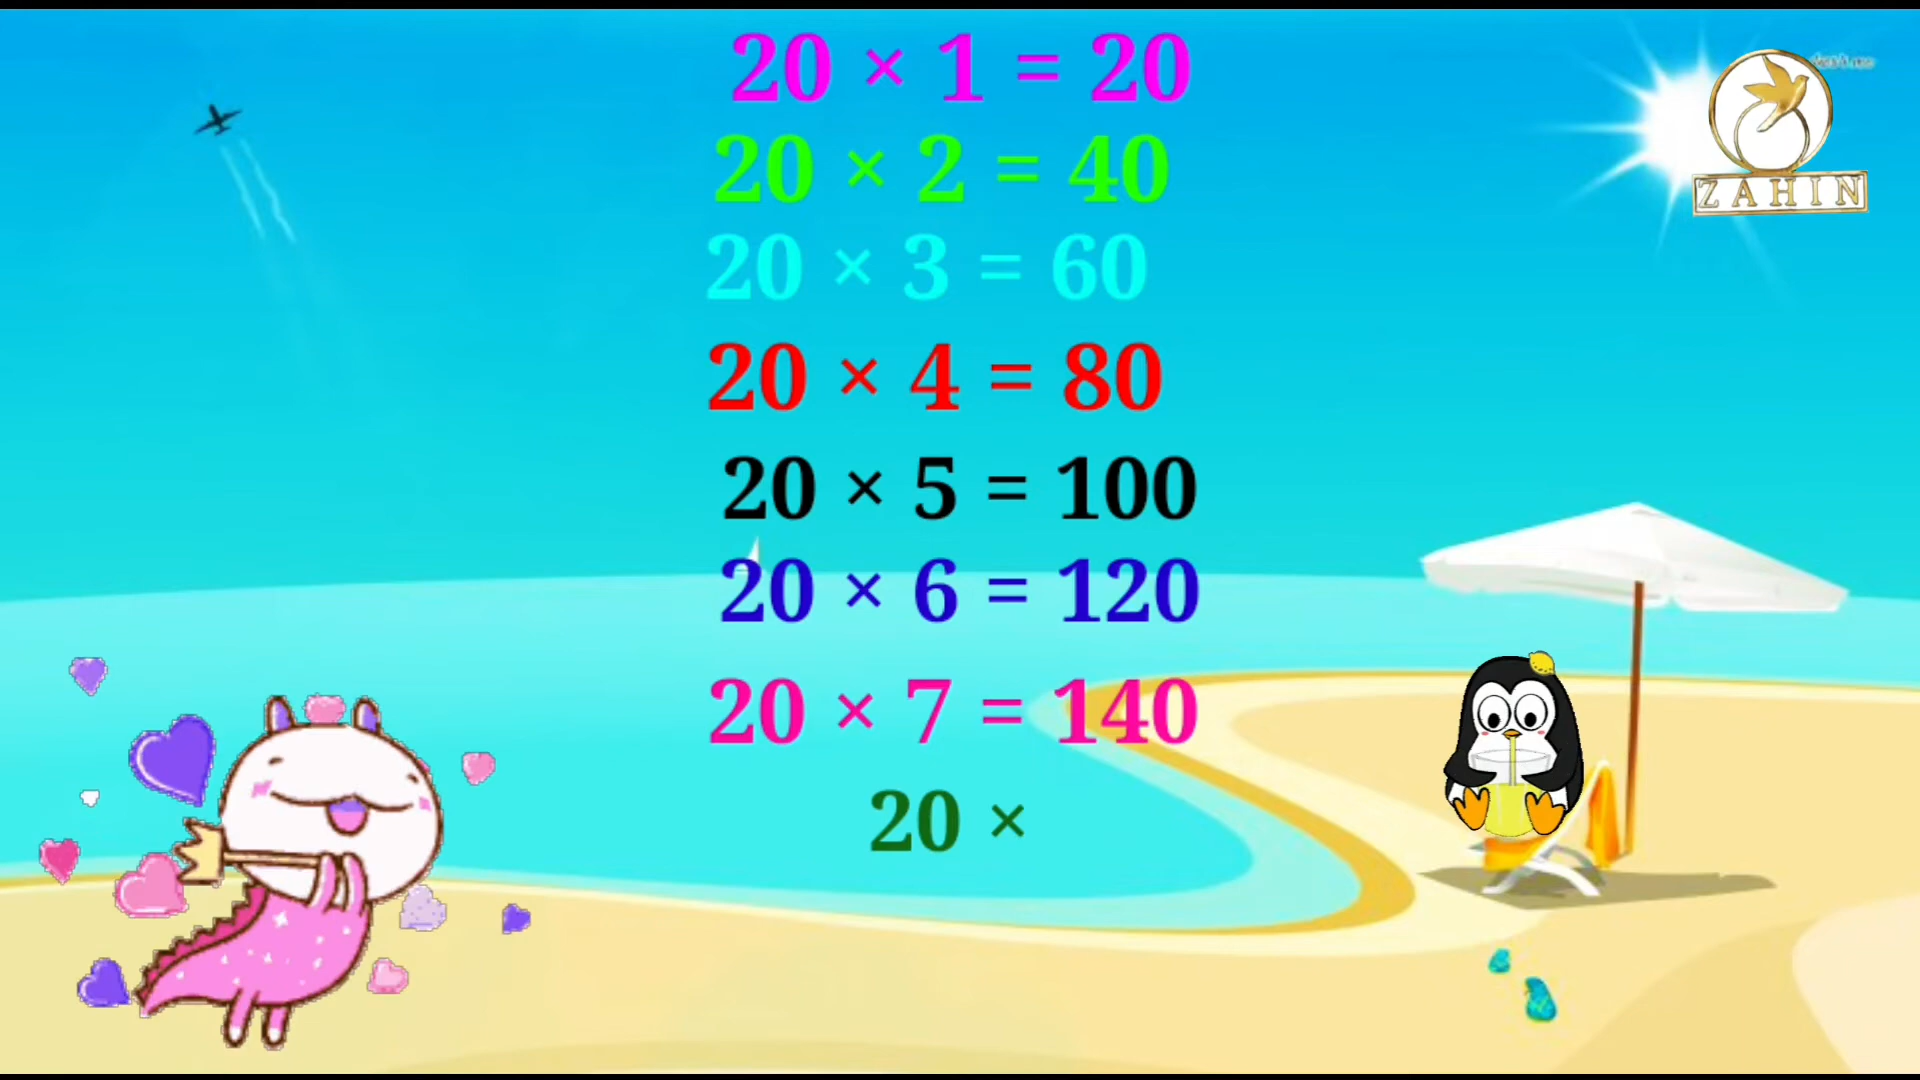 20 × 1 = 20
20 × 2 = 40
20 × 3 = 60
20 × 4 = 80
20 × 5 = 100
20 × 6 = 120
20 × 7 = 140
20 ×
ZAHIN